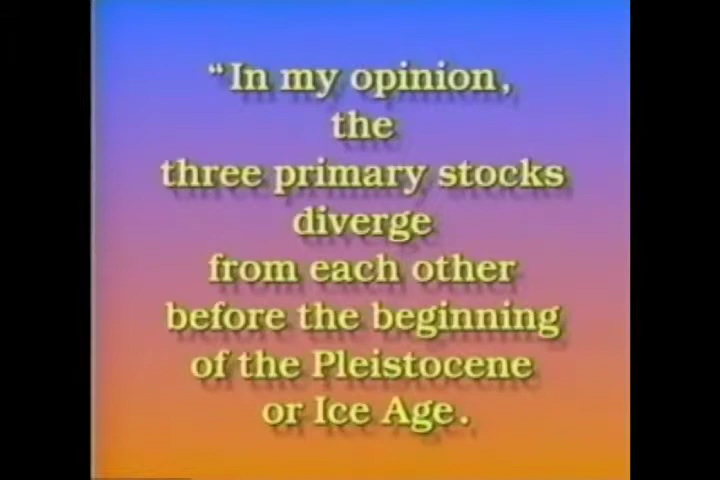 “In my opinion,
the
three primary stocks
diverge
from each other
before the beginning
of the Pleistocene
or Ice Age.